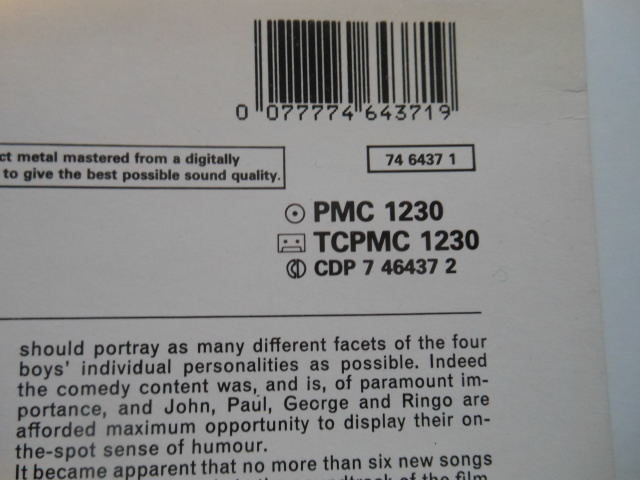 0 077774 643719
ct metal mastered from a digitally
to give the best possible sound quality.
74 6437 1
PMC 1230
TCPMC 1230
CDP 7 46437 2
should portray as many different facets of the four
boys' individual personalities as possible. Indeed
the comedy content was, and is, of paramount im-
portance, and John, Paul, George and Ringo are
afforded maximum opportunity to display their on-
the-spot sense of humour.
It became apparent that no more than six new songs
soundtrack of the film